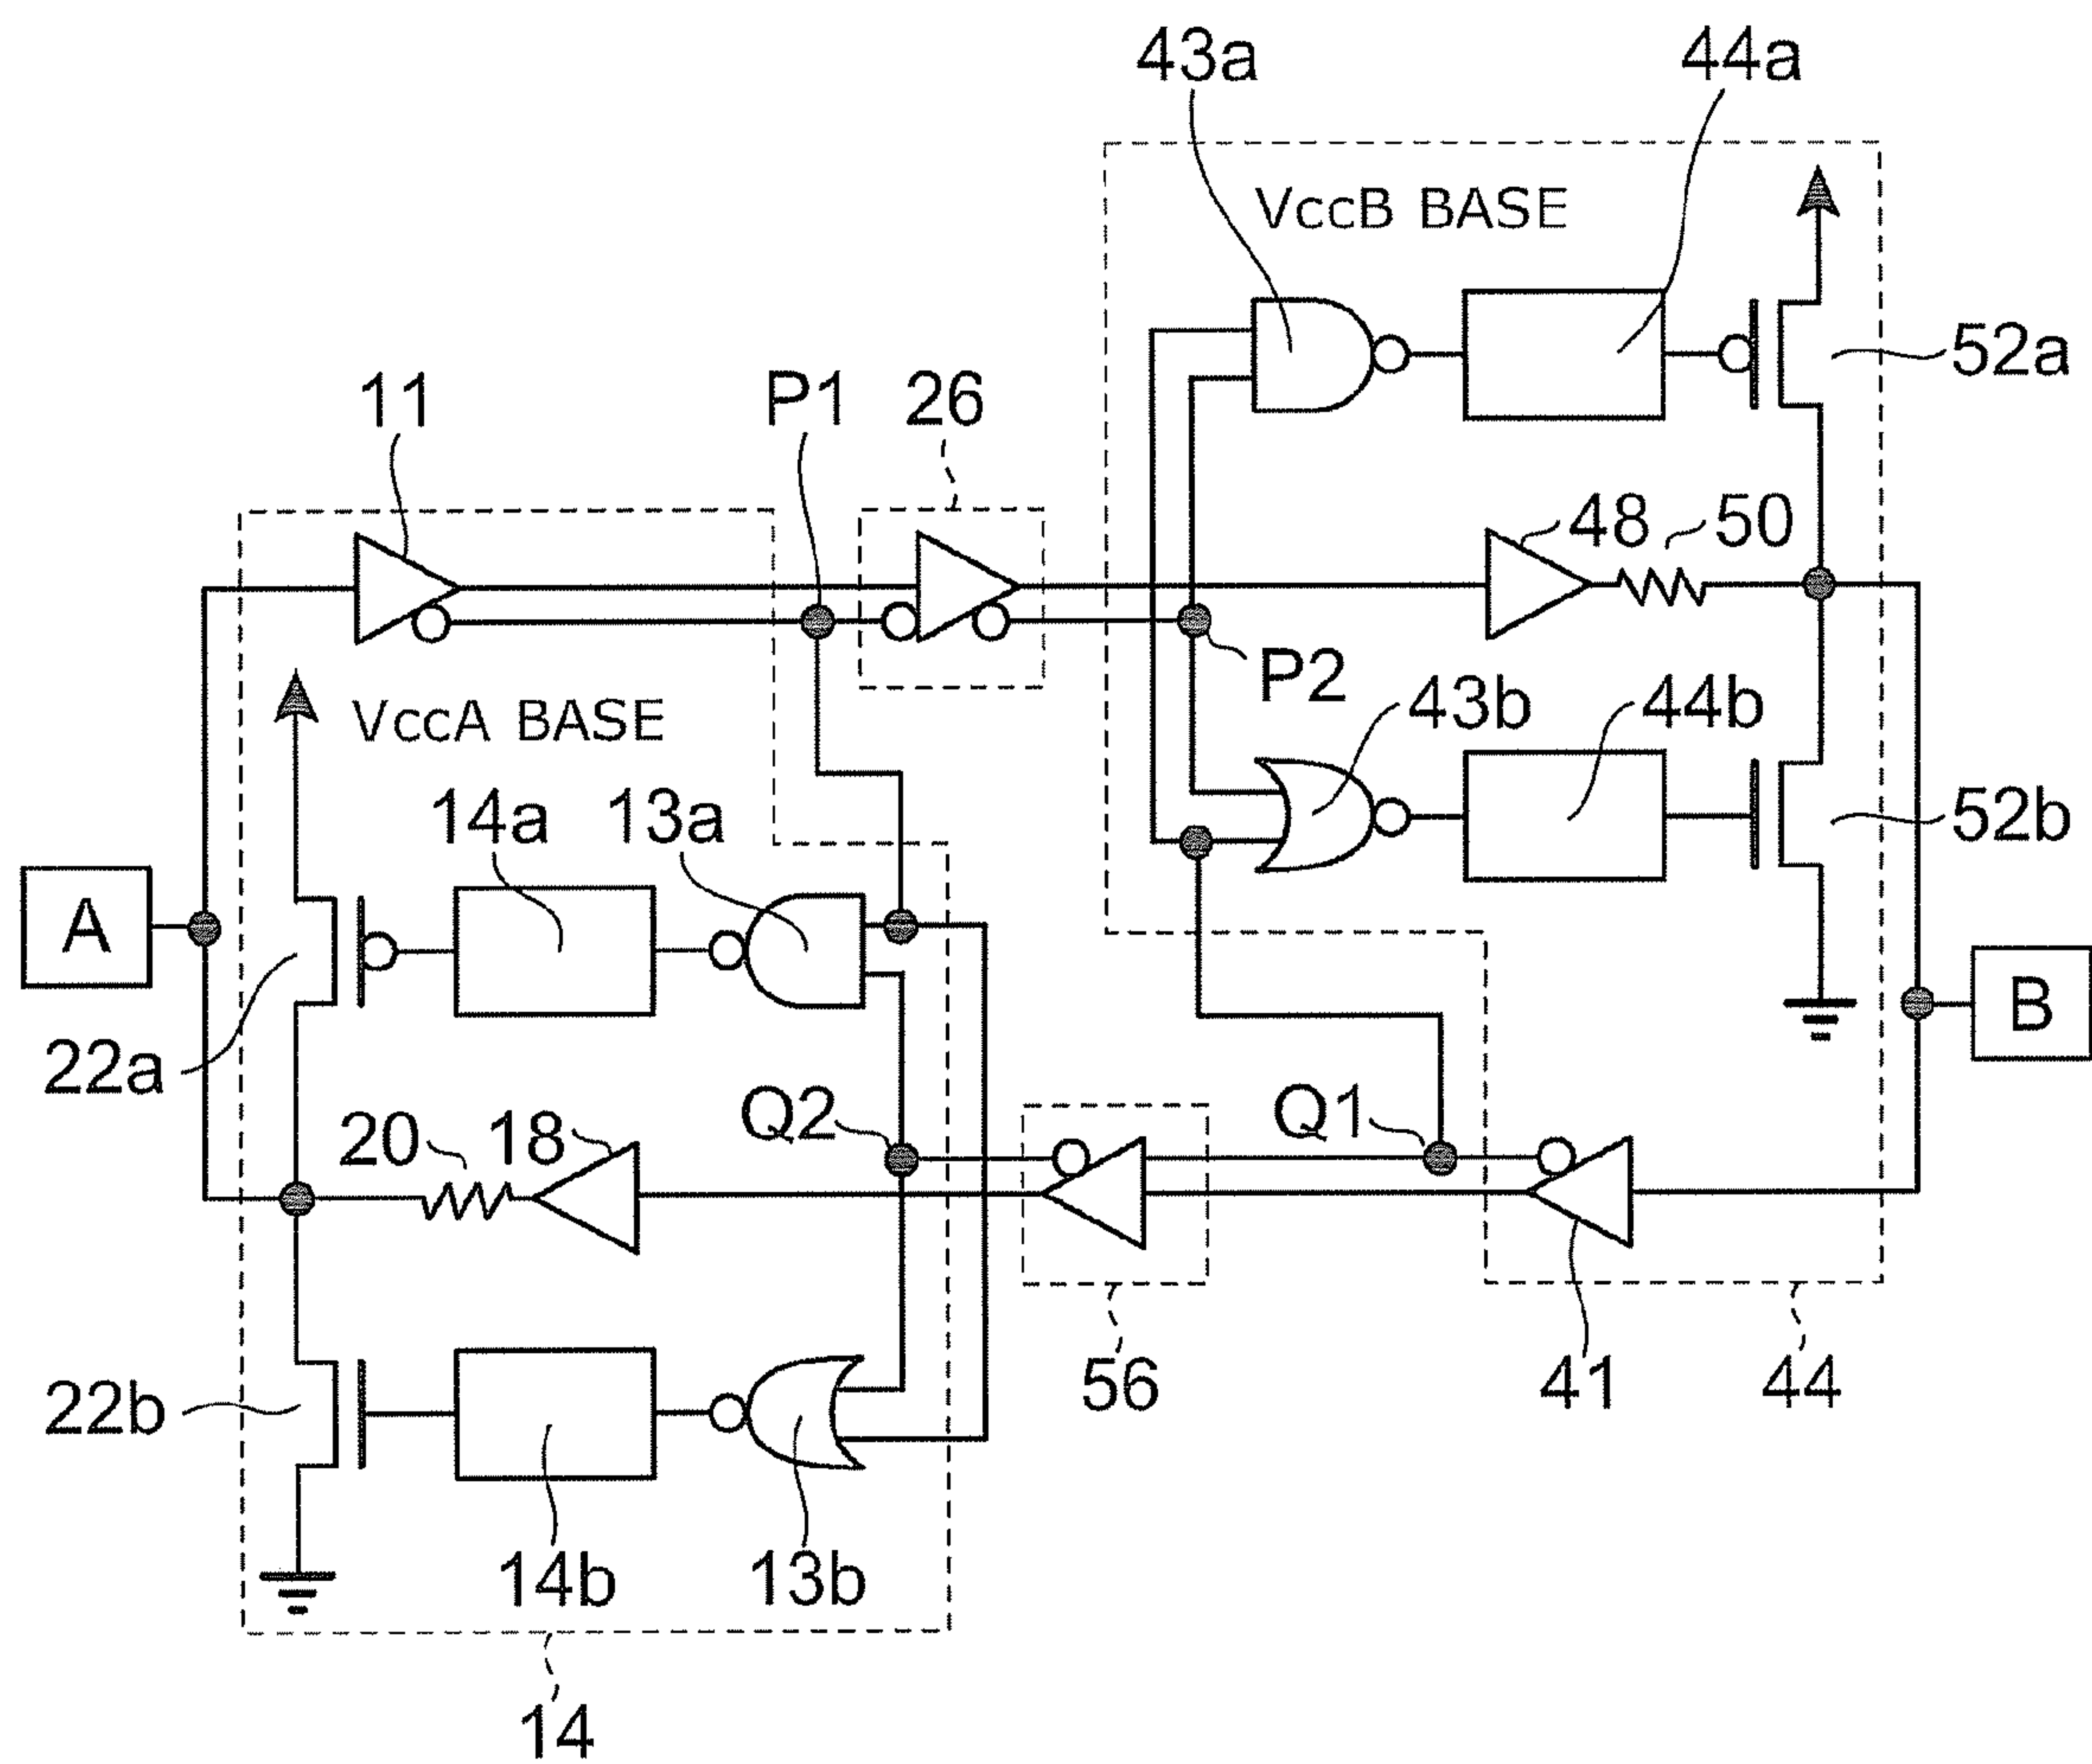 43a 44a
VccB BASE
52a
11 P1 26
48 50
P2
43b 44b
VccA BASE
14a 13a
52b
A
B
22a
20 18 Q2 Q1
22b
56 41 44
14b 13b
14